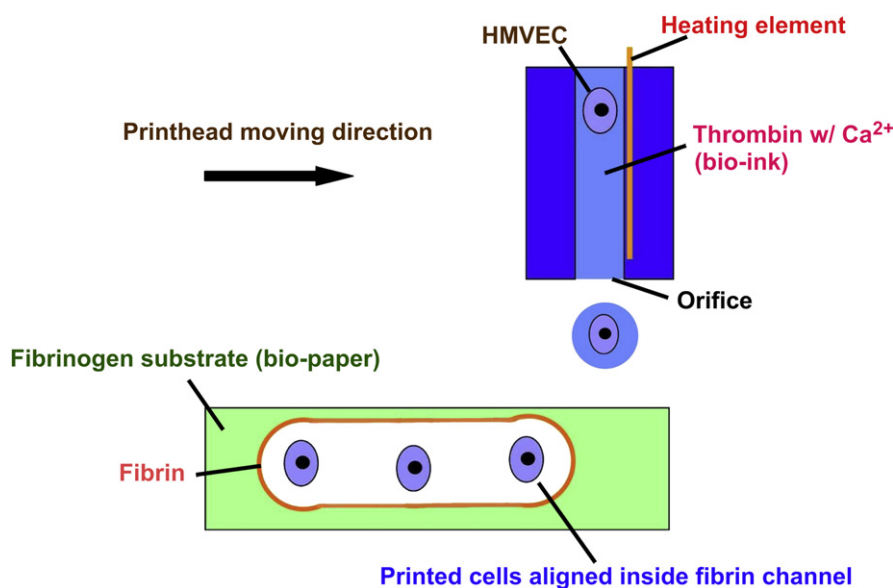 HMVEC
Heating element
Printhead moving direction
Thrombin w/ Ca²⁺
(bio-ink)
Orifice
Fibrinogen substrate (bio-paper)
Fibrin
Printed cells aligned inside fibrin channel